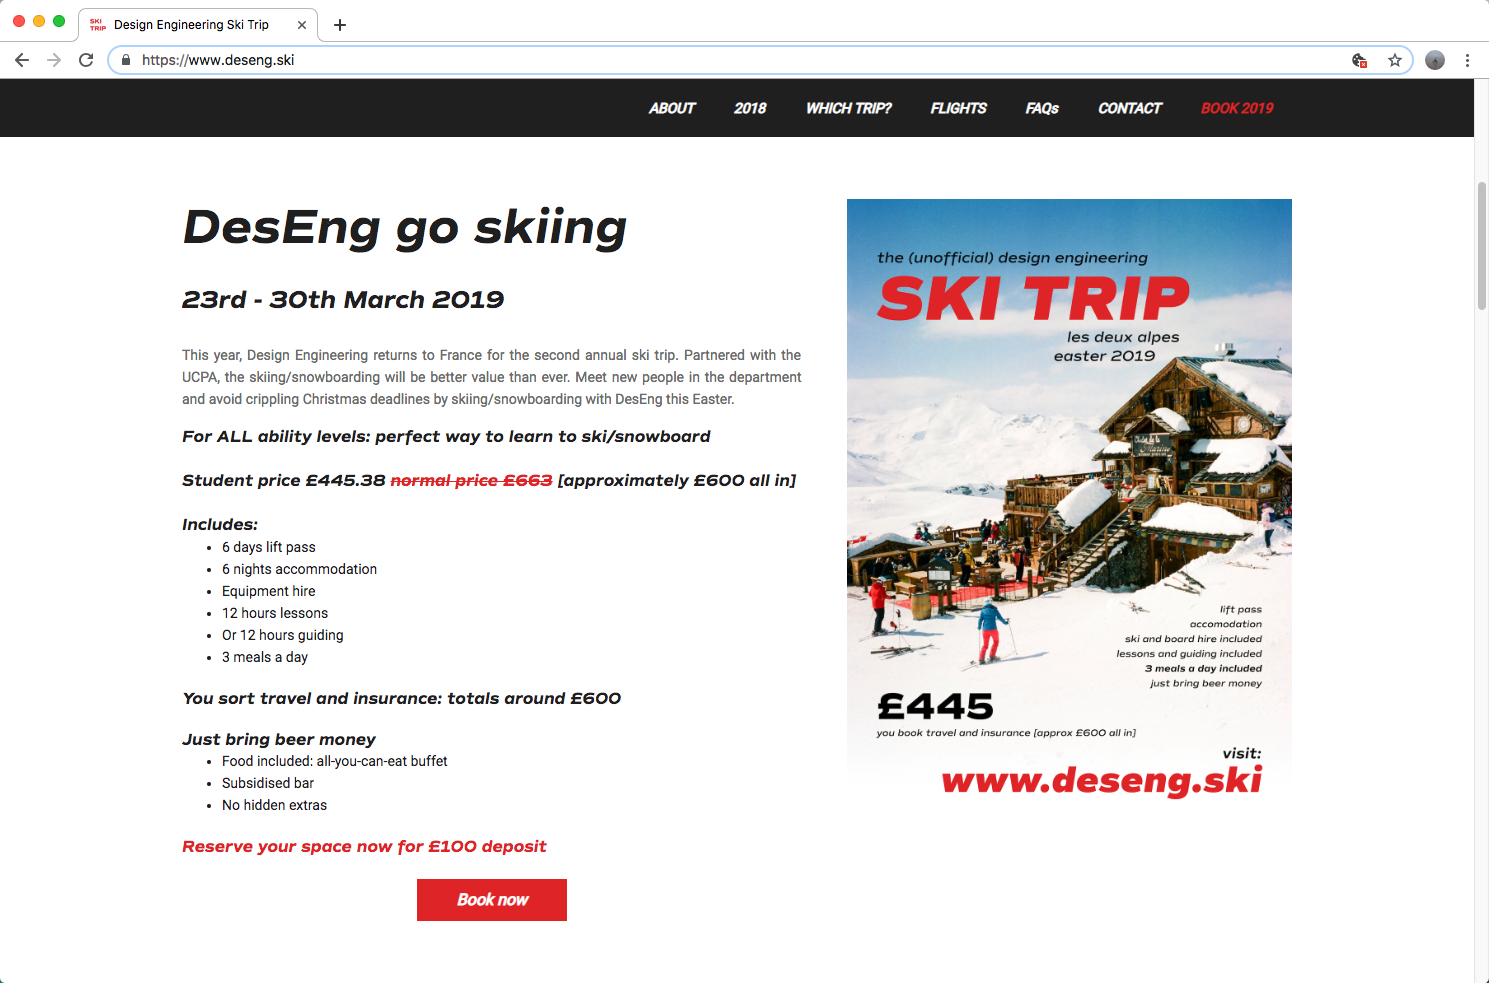 SKI TRIP
Design Engineering Ski Trip
https://www.deseng.ski
ABOUT 2018 WHICH TRIP? FLIGHTS FAQs CONTACT BOOK 2019
DesEng go skiing
23rd - 30th March 2019
This year, Design Engineering returns to France for the second annual ski trip. Partnered with the
UCPA, the skiing/snowboarding will be better value than ever. Meet new people in the department
and avoid crippling Christmas deadlines by skiing/snowboarding with DesEng this Easter.
For ALL ability levels: perfect way to learn to ski/snowboard
Student price £445.38 normal price £663 [approximately £600 all in]
Includes:
• 6 days lift pass
• 6 nights accommodation
• Equipment hire
• 12 hours lessons
• Or 12 hours guiding
• 3 meals a day
You sort travel and insurance: totals around £600
Just bring beer money
• Food included: all-you-can-eat buffet
• Subsidised bar
• No hidden extras
Reserve your space now for £100 deposit
Book now
the (unofficial) design engineering
SKI TRIP
les deux alpes
easter 2019
Chalet de la
Marine
lift pass
accomodation
ski and board hire included
lessons and guiding included
3 meals a day included
just bring beer money
£445
you book travel and insurance [approx £600 all in]
visit:
www.deseng.ski